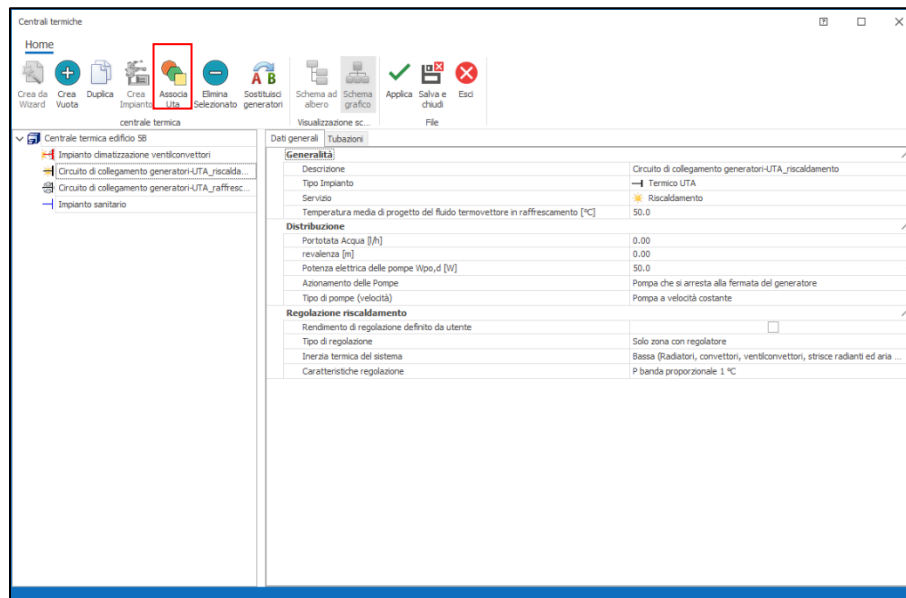 Centrali termiche
Home
Crea da Wizard
Crea Vuota
Duplica
Crea Impianto
Associa Uta
Elimina Selezionato
Sostituisci generatori
Schema ad albero
Schema grafico
Applica
Salva e chiudi
Esci
centrale termica
Visualizzazione sc...
File
Centrale termica edificio 5B
Impianto climatizzazione ventilconvettori
Circuito di collegamento generatori-UTA_riscalda...
Circuito di collegamento generatori-UTA_raffresc...
Impianto sanitario
Dati generali Tubazioni
Generalità
Descrizione Circuito di collegamento generatori-UTA_riscaldamento
Tipo Impianto Termico UTA
Servizio Riscaldamento
Temperatura media di progetto del fluido termovettore in raffrescamento [°C] 50.0
Distribuzione
Portotata Acqua [l/h] 0.00
revalenza [m] 0.00
Potenza elettrica delle pompe Wpo,d [W] 50.0
Azionamento delle Pompe Pompa che si arresta alla fermata del generatore
Tipo di pompe (velocità) Pompa a velocità costante
Regolazione riscaldamento
Rendimento di regolazione definito da utente
Tipo di regolazione Solo zona con regolatore
Inerzia termica del sistema Bassa (Radiatori, convettori, ventilconvettori, strisce radianti ed aria ...
Caratteristiche regolazione P banda proporzionale 1 °C